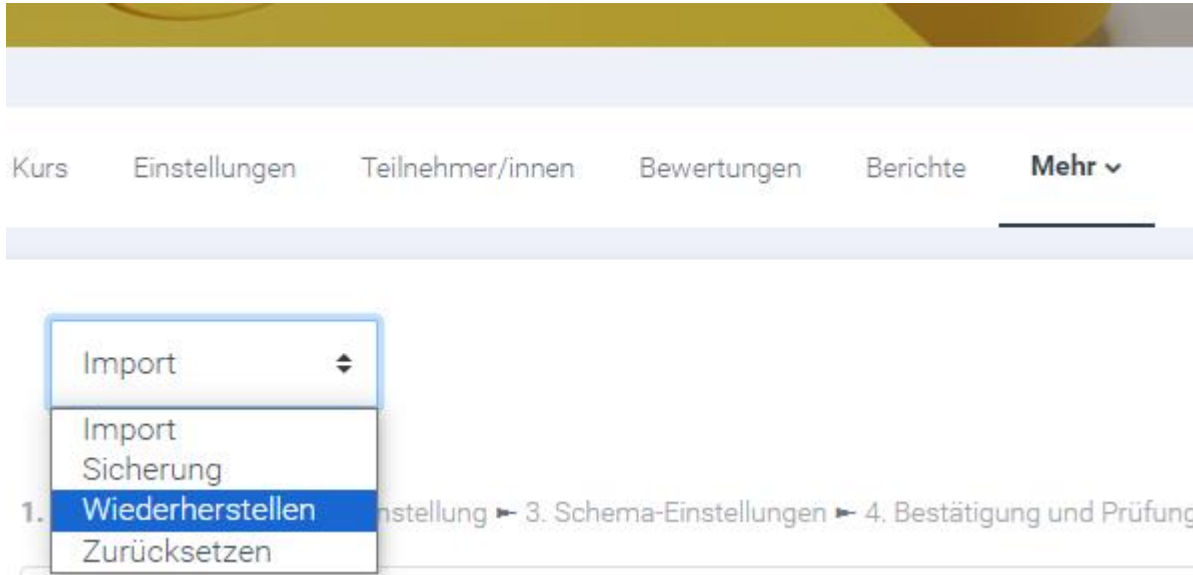 Kurs Einstellungen Teilnehmer/innen Bewertungen Berichte Mehr
Import
Import
Sicherung
Wiederherstellen
1. nstellung ► 3. Schema-Einstellungen ► 4. Bestätigung und Prüfung
Zurücksetzen